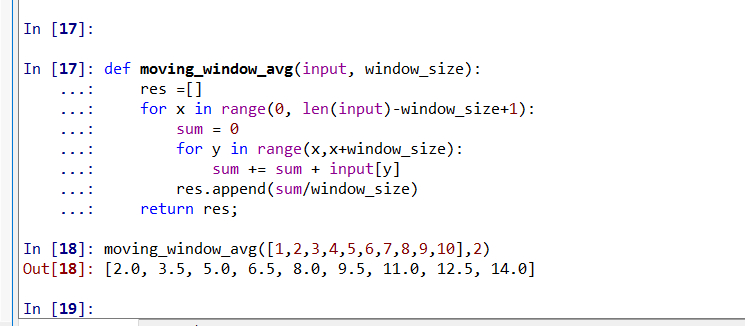 In [17]:
In [17]: def moving_window_avg(input, window_size):
    ...:     res =[]
    ...:     for x in range(0, len(input)-window_size+1):
    ...:         sum = 0
    ...:         for y in range(x,x+window_size):
    ...:             sum += sum + input[y]
    ...:         res.append(sum/window_size)
    ...:     return res;
In [18]: moving_window_avg([1,2,3,4,5,6,7,8,9,10],2)
Out[18]: [2.0, 3.5, 5.0, 6.5, 8.0, 9.5, 11.0, 12.5, 14.0]
In [19]: